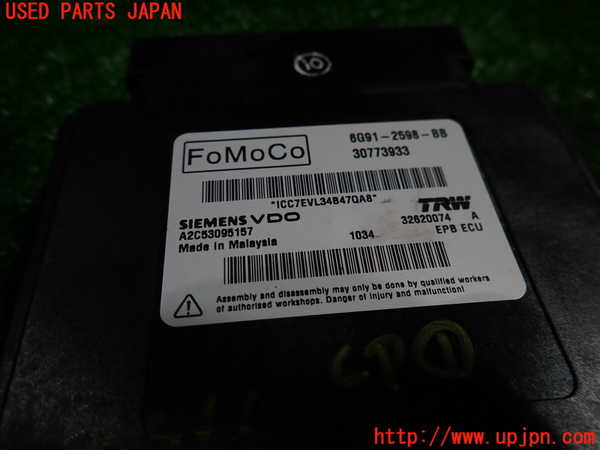 USED PARTS JAPAN
10
FoMoCo
6G91-2598-BB
30773933
"1CC7EVL34B47QA8"
SIEMENS VDO
TRW
A2C53095157
32620074 A
Made in Malaysia
1034
EPB ECU
Assembly and disassembly may only be done by qualified workers
of authorised workshops. Danger of injury and malfunction!
C.P. 1
http://www.upjpn.com/